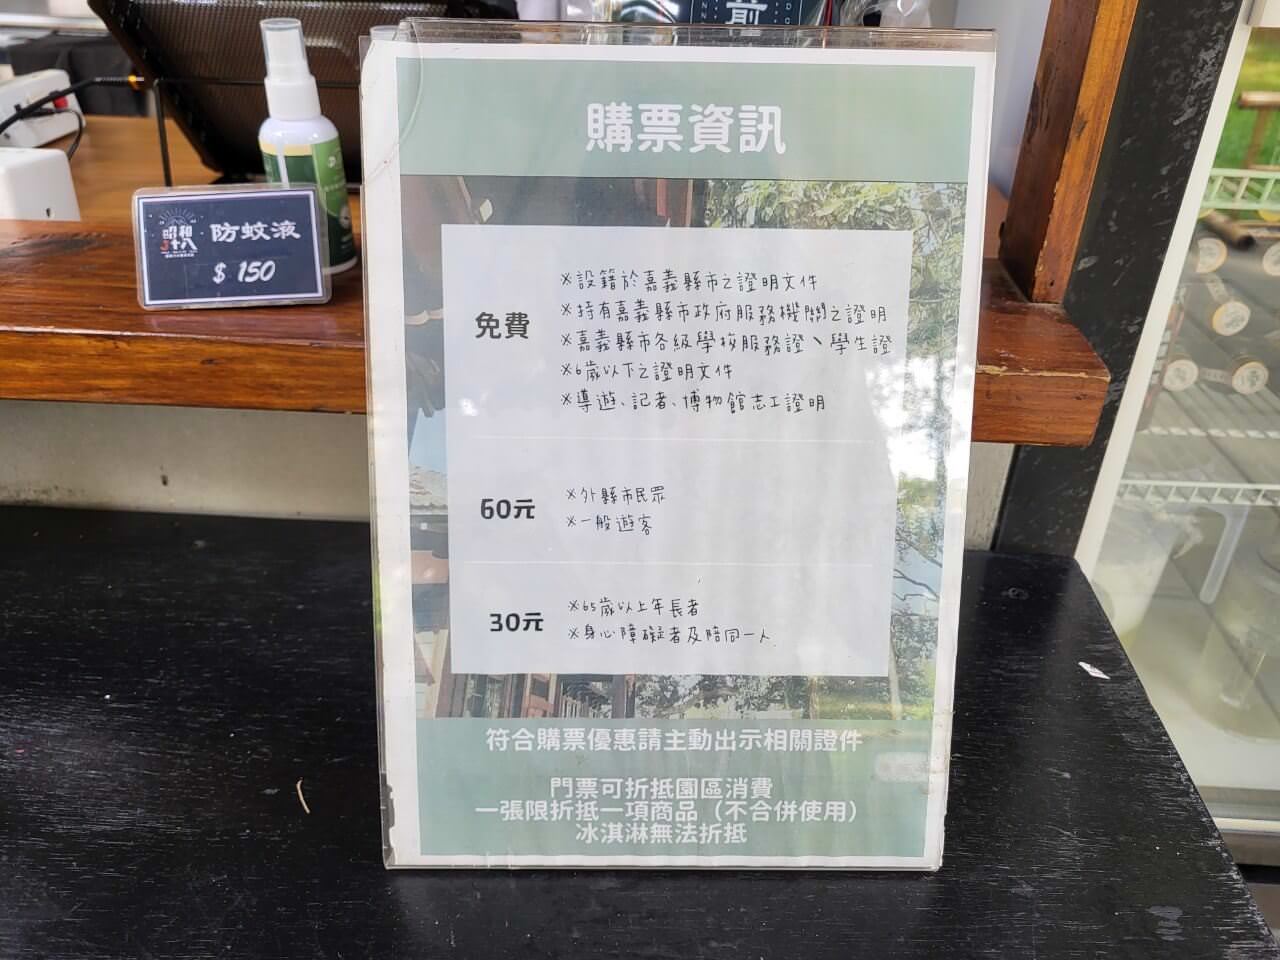 購票資訊
免費
※設籍於嘉義縣市之證明文件
※持有嘉義縣市政府服務機關之證明
※嘉義縣市各級學校服務證、學生證
※6歲以下之證明文件
※導遊、記者、博物館志工證明
60元
※外縣市民眾
※一般遊客
30元
※65歲以上年長者
※身心障礙者及陪同一人
符合購票優惠請主動出示相關證件
門票可折抵園區消費
一張限折抵一項商品（不合併使用）
冰淇淋無法折抵
昭和
J十八
防蚊液
$150